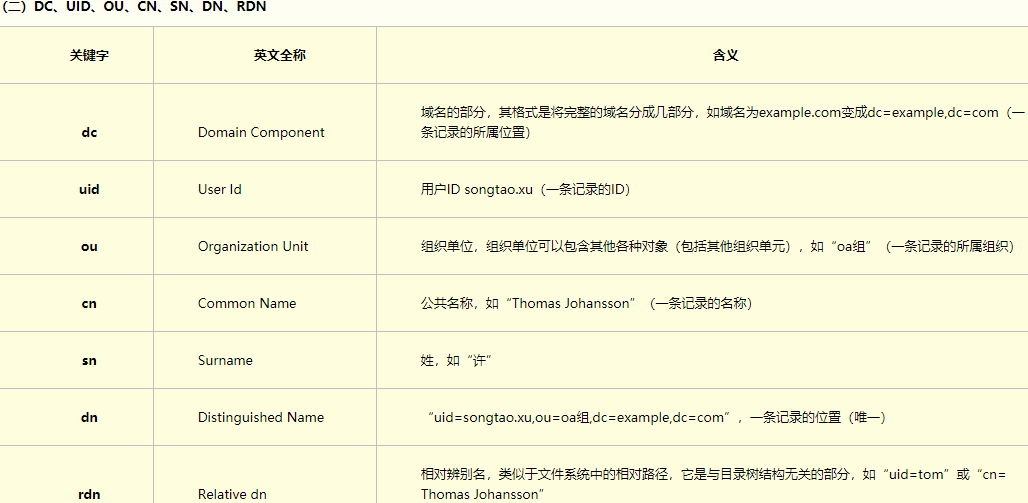 （二）DC、UID、OU、CN、SN、DN、RDN
关键字 英文全称 含义
域名的部分，其格式是将完整的域名分成几部分，如域名为example.com变成dc=example,dc=com（一
dc Domain Component 条记录的所属位置）
uid User Id 用户ID songtao.xu（一条记录的ID）
ou Organization Unit 组织单位，组织单位可以包含其他各种对象（包括其他组织单元），如“oa组”（一条记录的所属组织）
cn Common Name 公共名称，如“Thomas Johansson”（一条记录的名称）
sn Surname 姓，如“许”
dn Distinguished Name “uid=songtao.xu,ou=oa组,dc=example,dc=com”，一条记录的位置（唯一）
相对辨别名，类似于文件系统中的相对路径，它是与目录树结构无关的部分，如“uid=tom”或“cn=
rdn Relative dn Thomas Johansson”